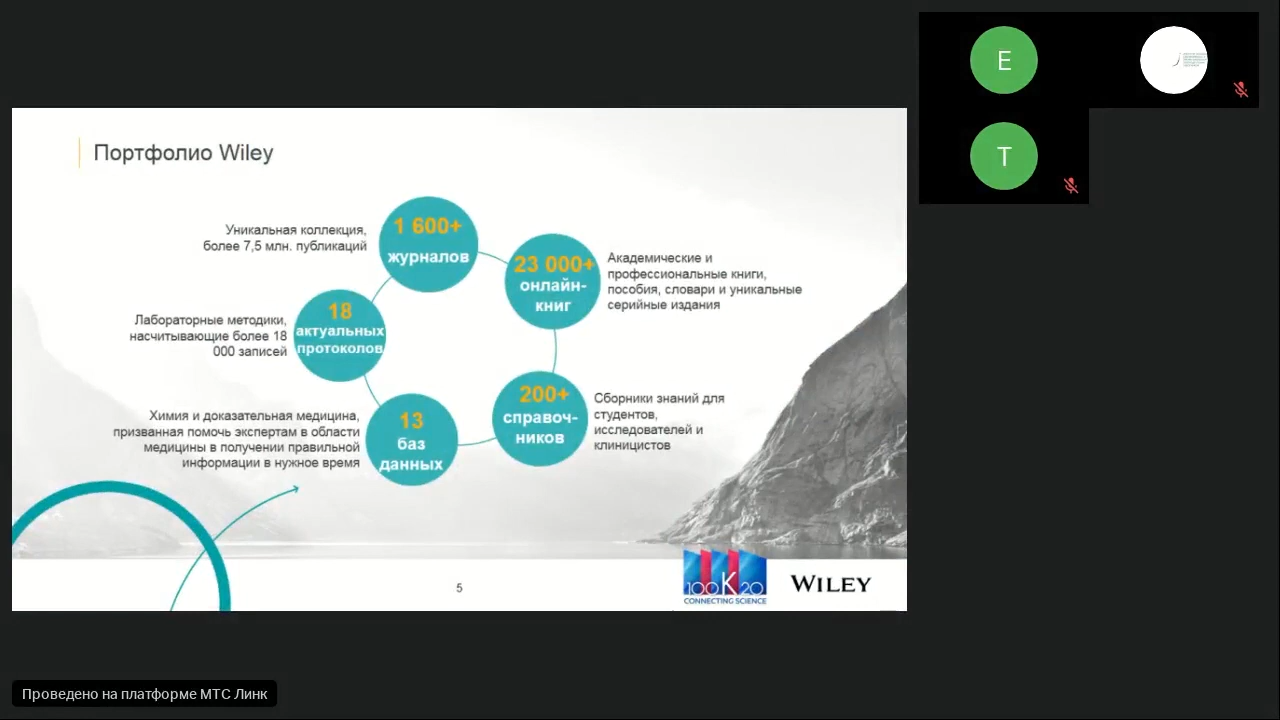 Портфолио Wiley
Уникальная коллекция,
более 7,5 млн. публикаций
1 600+
журналов
23 000+
онлайн-
книг
Академические и
профессиональные книги,
пособия, словари и уникальные
серийные издания
Лабораторные методики,
насчитывающие более 18
000 записей
18
актуальных
протоколов
200+
справоч-
ников
Сборники знаний для
студентов,
исследователей и
клиницистов
Химия и доказательная медицина,
призванная помочь экспертам в области
медицины в получении правильной
информации в нужное время
13
баз
данных
5
100K20
CONNECTING SCIENCE
WILEY
E
T
Проведено на платформе МТС Линк